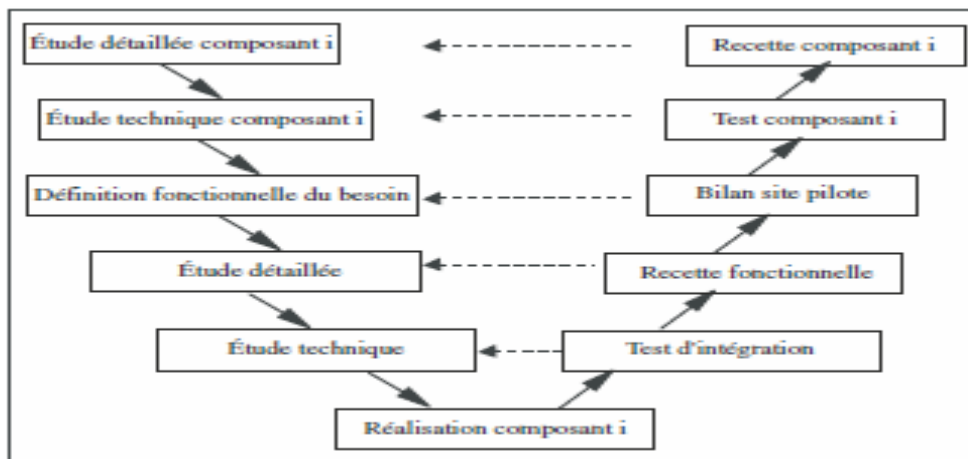 Étude détaillée composant i
Recette composant i
Étude technique composant i
Test composant i
Définition fonctionnelle du besoin
Bilan site pilote
Étude détaillée
Recette fonctionnelle
Étude technique
Test d'intégration
Réalisation composant i